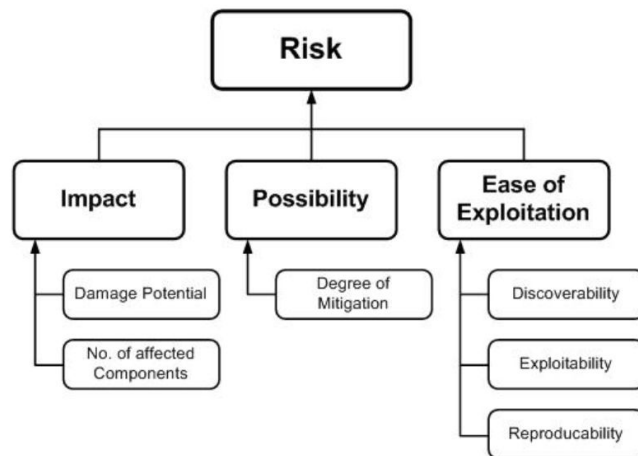 Risk
Impact
Possibility
Ease of
Exploitation
Damage Potential
No. of affected
Components
Degree of
Mitigation
Discoverability
Exploitability
Reproducability